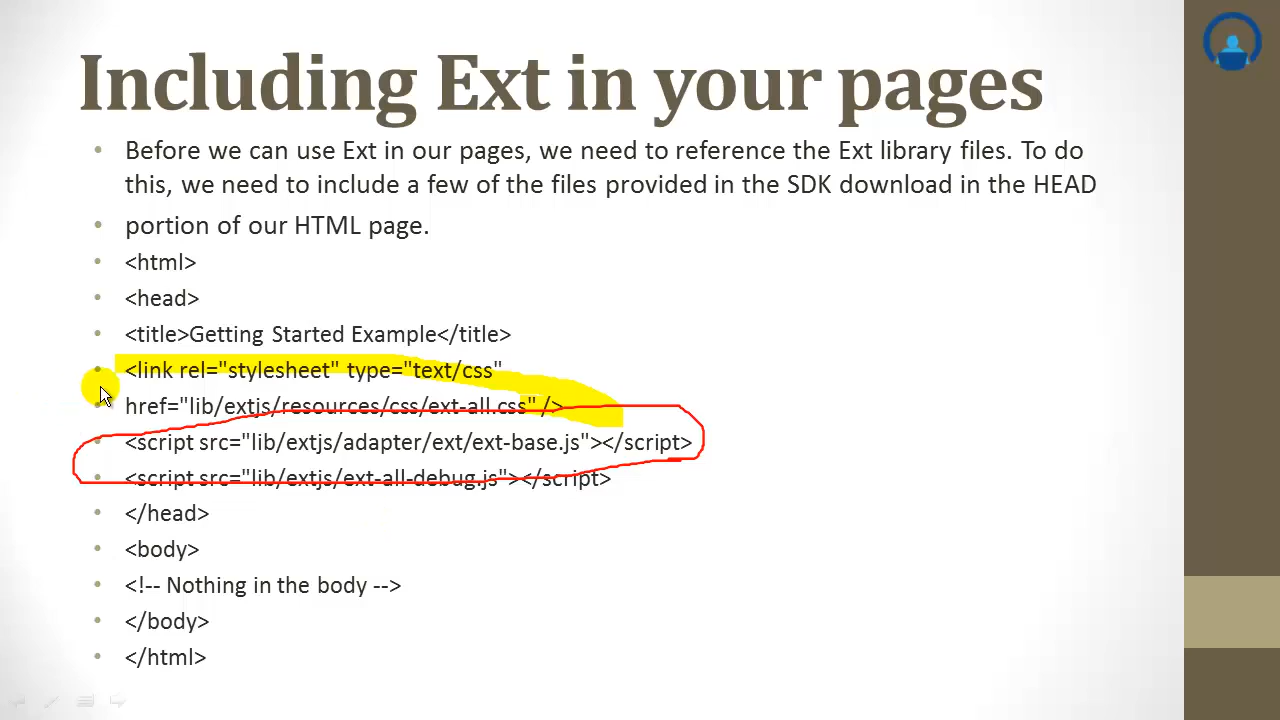 Including Ext in your pages
• Before we can use Ext in our pages, we need to reference the Ext library files. To do
this, we need to include a few of the files provided in the SDK download in the HEAD
• portion of our HTML page.
• <html>
• <head>
• <title>Getting Started Example</title>
• <link rel="stylesheet" type="text/css"
• href="lib/extjs/resources/css/ext-all.css" />
• <script src="lib/extjs/adapter/ext/ext-base.js"></script>
• <script src="lib/extjs/ext-all-debug.js"></script>
• </head>
• <body>
• <!-- Nothing in the body -->
• </body>
• </html>